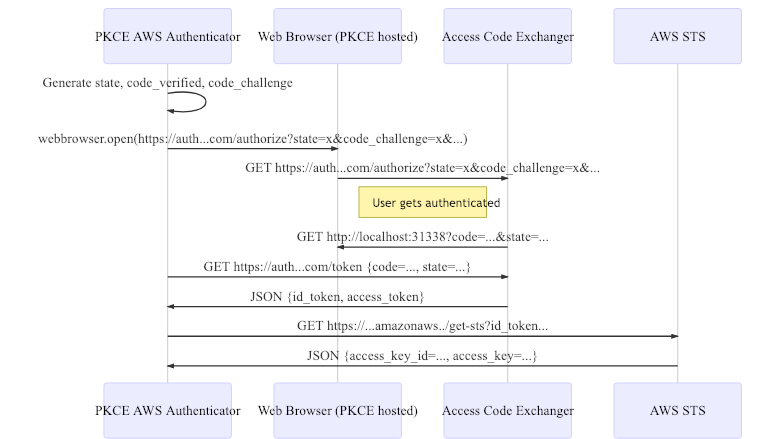 PKCE AWS Authenticator
Web Browser (PKCE hosted)
Access Code Exchanger
AWS STS
Generate state, code_verified, code_challenge
webbrowser.open(https://auth...com/authorize?state=x&code_challenge=x&...)
GET https://auth...com/authorize?state=x&code_challenge=x&...
User gets authenticated
GET http://localhost:31338?code=...&state=...
GET https://auth...com/token {code=..., state=...}
JSON {id_token, access_token}
GET https://...amazonaws../get-sts?id_token...
JSON {access_key_id=..., access_key=...}
PKCE AWS Authenticator
Web Browser (PKCE hosted)
Access Code Exchanger
AWS STS